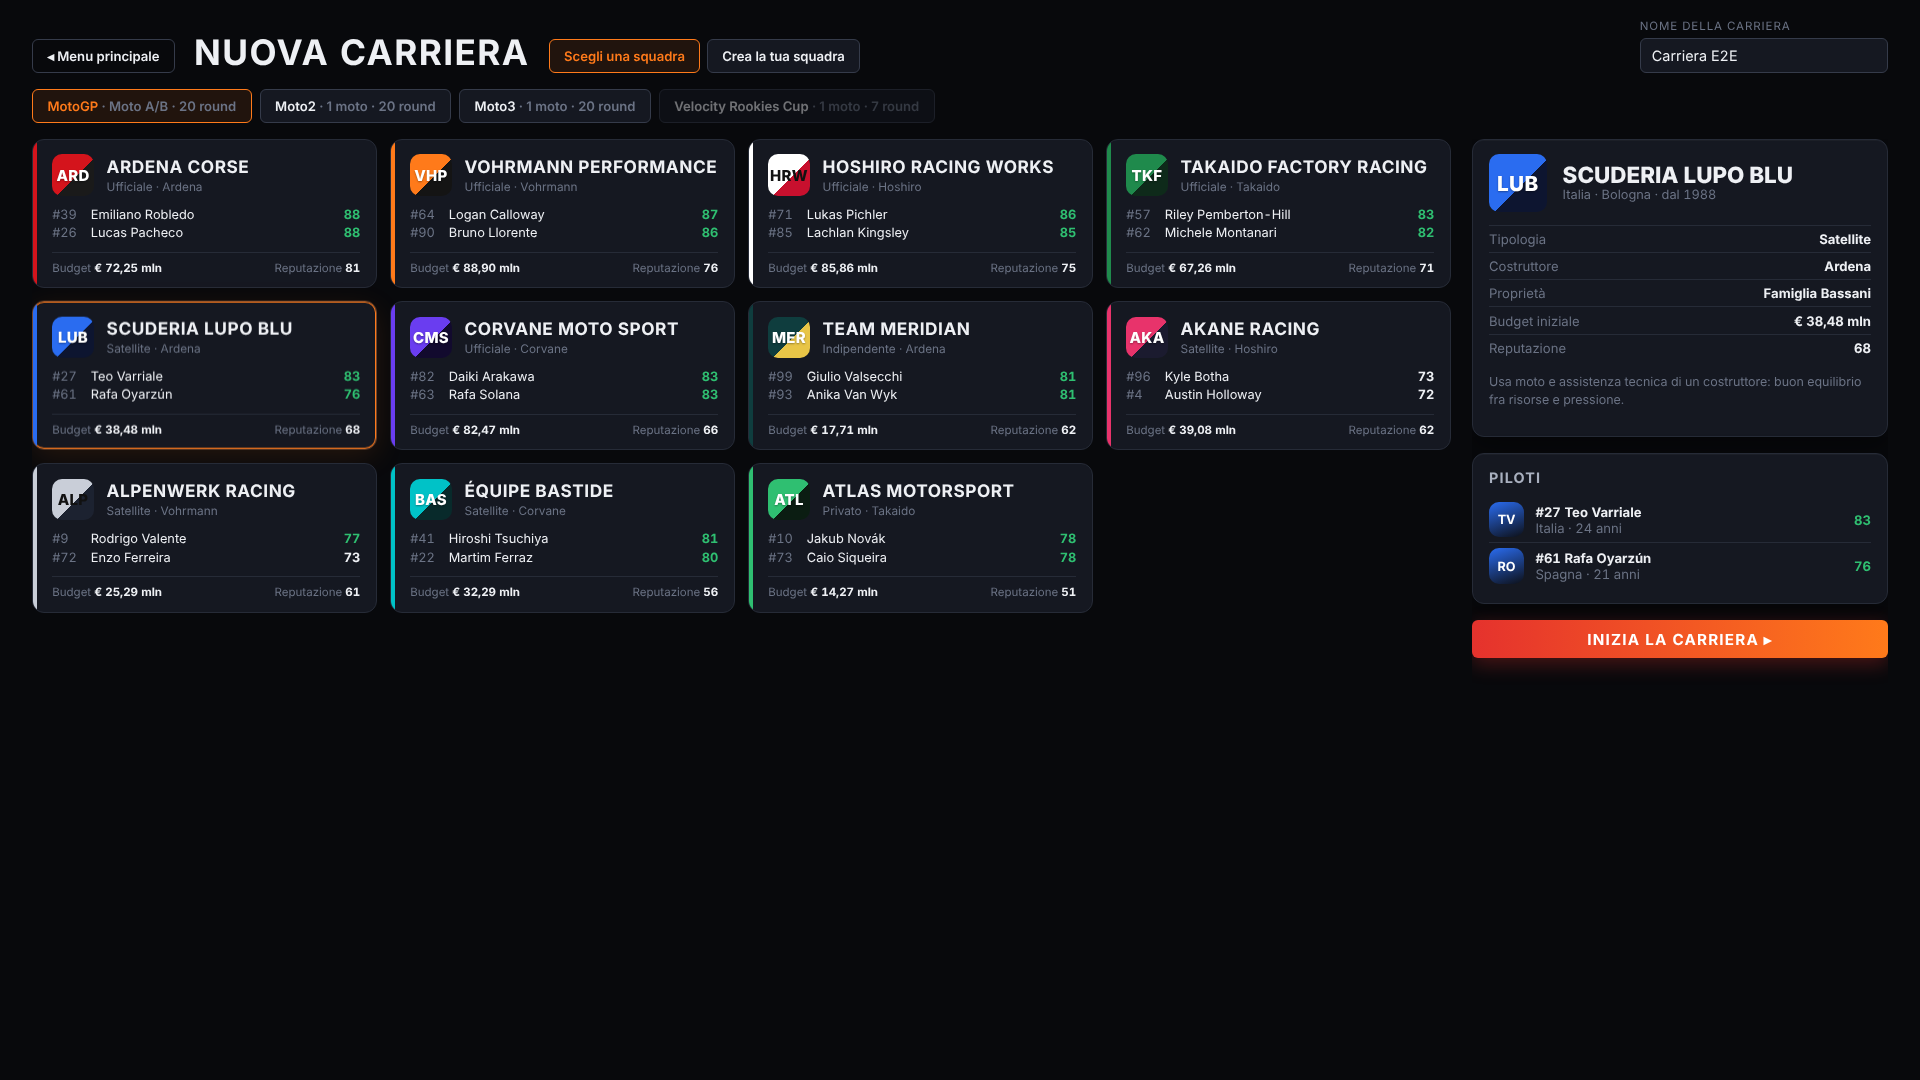 NOME DELLA CARRIERA
◂ Menu principale
NUOVA CARRIERA
Scegli una squadra
Crea la tua squadra
Carriera E2E
MotoGP · Moto A/B · 20 round
Moto2 · 1 moto · 20 round
Moto3 · 1 moto · 20 round
Velocity Rookies Cup · 1 moto · 7 round
ARD
ARDENA CORSE
Ufficiale · Ardena
#39 Emiliano Robledo 88
#26 Lucas Pacheco 88
Budget € 72,25 mln Reputazione 81
VHP
VOHRMANN PERFORMANCE
Ufficiale · Vohrmann
#64 Logan Calloway 87
#90 Bruno Llorente 86
Budget € 88,90 mln Reputazione 76
HRW
HOSHIRO RACING WORKS
Ufficiale · Hoshiro
#71 Lukas Pichler 86
#85 Lachlan Kingsley 85
Budget € 85,86 mln Reputazione 75
TKF
TAKAIDO FACTORY RACING
Ufficiale · Takaido
#57 Riley Pemberton-Hill 83
#62 Michele Montanari 82
Budget € 67,26 mln Reputazione 71
LUB
SCUDERIA LUPO BLU
Satellite · Ardena
#27 Teo Varriale 83
#61 Rafa Oyarzún 76
Budget € 38,48 mln Reputazione 68
CMS
CORVANE MOTO SPORT
Ufficiale · Corvane
#82 Daiki Arakawa 83
#63 Rafa Solana 83
Budget € 82,47 mln Reputazione 66
MER
TEAM MERIDIAN
Indipendente · Ardena
#99 Giulio Valsecchi 81
#93 Anika Van Wyk 81
Budget € 17,71 mln Reputazione 62
AKA
AKANE RACING
Satellite · Hoshiro
#96 Kyle Botha 73
#4 Austin Holloway 72
Budget € 39,08 mln Reputazione 62
ALP
ALPENWERK RACING
Satellite · Vohrmann
#9 Rodrigo Valente 77
#72 Enzo Ferreira 73
Budget € 25,29 mln Reputazione 61
BAS
ÉQUIPE BASTIDE
Satellite · Corvane
#41 Hiroshi Tsuchiya 81
#22 Martim Ferraz 80
Budget € 32,29 mln Reputazione 56
ATL
ATLAS MOTORSPORT
Privato · Takaido
#10 Jakub Novák 78
#73 Caio Siqueira 78
Budget € 14,27 mln Reputazione 51
LUB
SCUDERIA LUPO BLU
Italia · Bologna · dal 1988
Tipologia Satellite
Costruttore Ardena
Proprietà Famiglia Bassani
Budget iniziale € 38,48 mln
Reputazione 68
Usa moto e assistenza tecnica di un costruttore: buon equilibrio
fra risorse e pressione.
PILOTI
TV
#27 Teo Varriale 83
Italia · 24 anni
RO
#61 Rafa Oyarzún 76
Spagna · 21 anni
INIZIA LA CARRIERA ▸